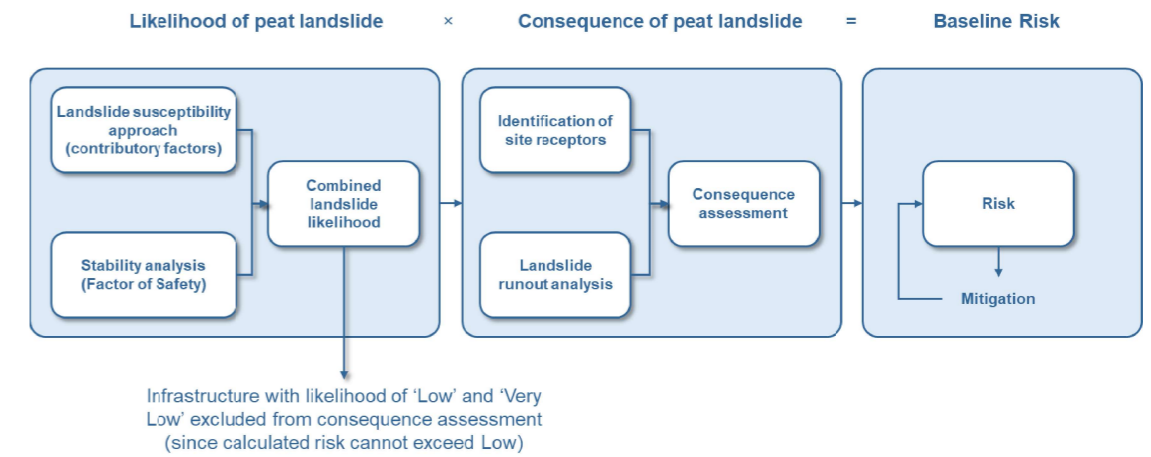 Likelihood of peat landslide × Consequence of peat landslide = Baseline Risk
Landslide susceptibility
approach
(contributory factors)
Stability analysis
(Factor of Safety)
Combined
landslide
likelihood
Identification of
site receptors
Landslide
runout analysis
Consequence
assessment
Risk
Mitigation
Infrastructure with likelihood of ‘Low’ and ‘Very
Low’ excluded from consequence assessment
(since calculated risk cannot exceed Low)